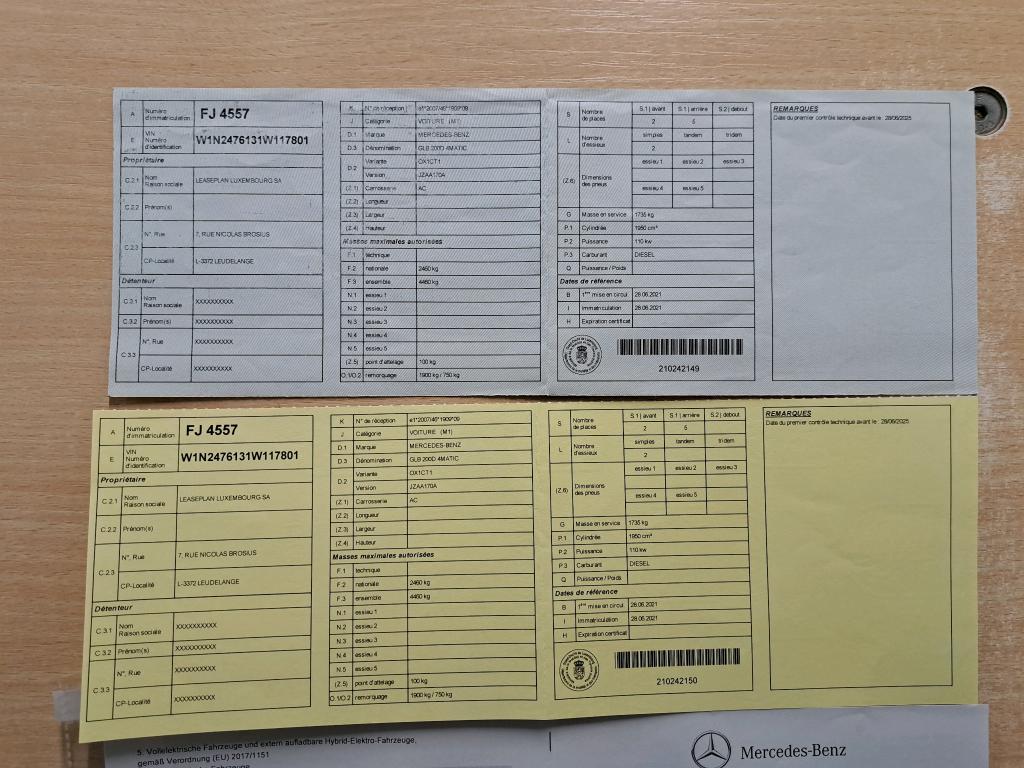 A Numéro d'immatriculation FJ 4557
E VIN Numéro d'identification W1N2476131W117801
Propriétaire
C.2.1 Nom Raison sociale LEASEPLAN LUXEMBOURG SA
C.2.2 Prénom(s)
C.2.3 N°, Rue 7, RUE NICOLAS BROSIUS
CP-Localité L-3372 LEUDELANGE
Détenteur
C.3.1 Nom Raison sociale XXXXXXXXXX
C.3.2 Prénom(s) XXXXXXXXXX
C.3.3 N°, Rue XXXXXXXXXX
CP-Localité XXXXXXXXXX
K N° de réception e1*2007/46*1909*09
J Catégorie VOITURE (M1)
D.1 Marque MERCEDES-BENZ
D.3 Dénomination GLB 200D 4MATIC
D.2 Variante OX1CT1
Version JZAA170A
(Z.1) Carrosserie AC
(Z.2) Longueur
(Z.3) Largeur
(Z.4) Hauteur
Masses maximales autorisées
F.1 technique
F.2 nationale 2460 kg
F.3 ensemble 4460 kg
N.1 essieu 1
N.2 essieu 2
N.3 essieu 3
N.4 essieu 4
N.5 essieu 5
(Z.5) point d'attelage 100 kg
O.1/O.2 remorquage 1900 kg / 750 kg
S Nombre de places S.1 | avant S.1 | arrière S.2 | debout
2 5
L Nombre d'essieux simples tandem tridem
2
(Z.6) Dimensions des pneus essieu 1 essieu 2 essieu 3
essieu 4 essieu 5
G Masse en service 1735 kg
P.1 Cylindrée 1950 cm³
P.2 Puissance 110 kw
P.3 Carburant DIESEL
Q Puissance / Poids
Dates de référence
B 1ère mise en circul 28.06.2021
I Immatriculation 28.06.2021
H Expiration certificat
210242149
REMARQUES
Date du premier contrôle technique avant le : 28/06/2025
A Numéro d'immatriculation FJ 4557
E VIN Numéro d'identification W1N2476131W117801
Propriétaire
C.2.1 Nom Raison sociale LEASEPLAN LUXEMBOURG SA
C.2.2 Prénom(s)
C.2.3 N°, Rue 7, RUE NICOLAS BROSIUS
CP-Localité L-3372 LEUDELANGE
Détenteur
C.3.1 Nom Raison sociale XXXXXXXXXX
C.3.2 Prénom(s) XXXXXXXXXX
C.3.3 N°, Rue XXXXXXXXXX
CP-Localité XXXXXXXXXX
K N° de réception e1*2007/46*1909*09
J Catégorie VOITURE (M1)
D.1 Marque MERCEDES-BENZ
D.3 Dénomination GLB 200D 4MATIC
D.2 Variante OX1CT1
Version JZAA170A
(Z.1) Carrosserie AC
(Z.2) Longueur
(Z.3) Largeur
(Z.4) Hauteur
Masses maximales autorisées
F.1 technique
F.2 nationale 2460 kg
F.3 ensemble 4460 kg
N.1 essieu 1
N.2 essieu 2
N.3 essieu 3
N.4 essieu 4
N.5 essieu 5
(Z.5) point d'attelage 100 kg
O.1/O.2 remorquage 1900 kg / 750 kg
S Nombre de places S.1 | avant S.1 | arrière S.2 | debout
2 5
L Nombre d'essieux simples tandem tridem
2
(Z.6) Dimensions des pneus essieu 1 essieu 2 essieu 3
essieu 4 essieu 5
G Masse en service 1735 kg
P.1 Cylindrée 1950 cm³
P.2 Puissance 110 kw
P.3 Carburant DIESEL
Q Puissance / Poids
Dates de référence
B 1ère mise en circul 28.06.2021
I Immatriculation 28.06.2021
H Expiration certificat
210242150
REMARQUES
Date du premier contrôle technique avant le : 28/06/2025
5. Vollelektrische Fahrzeuge und extern aufladbare Hybrid-Elektro-Fahrzeuge,
gemäß Verordnung (EU) 2017/1151
Mercedes-Benz